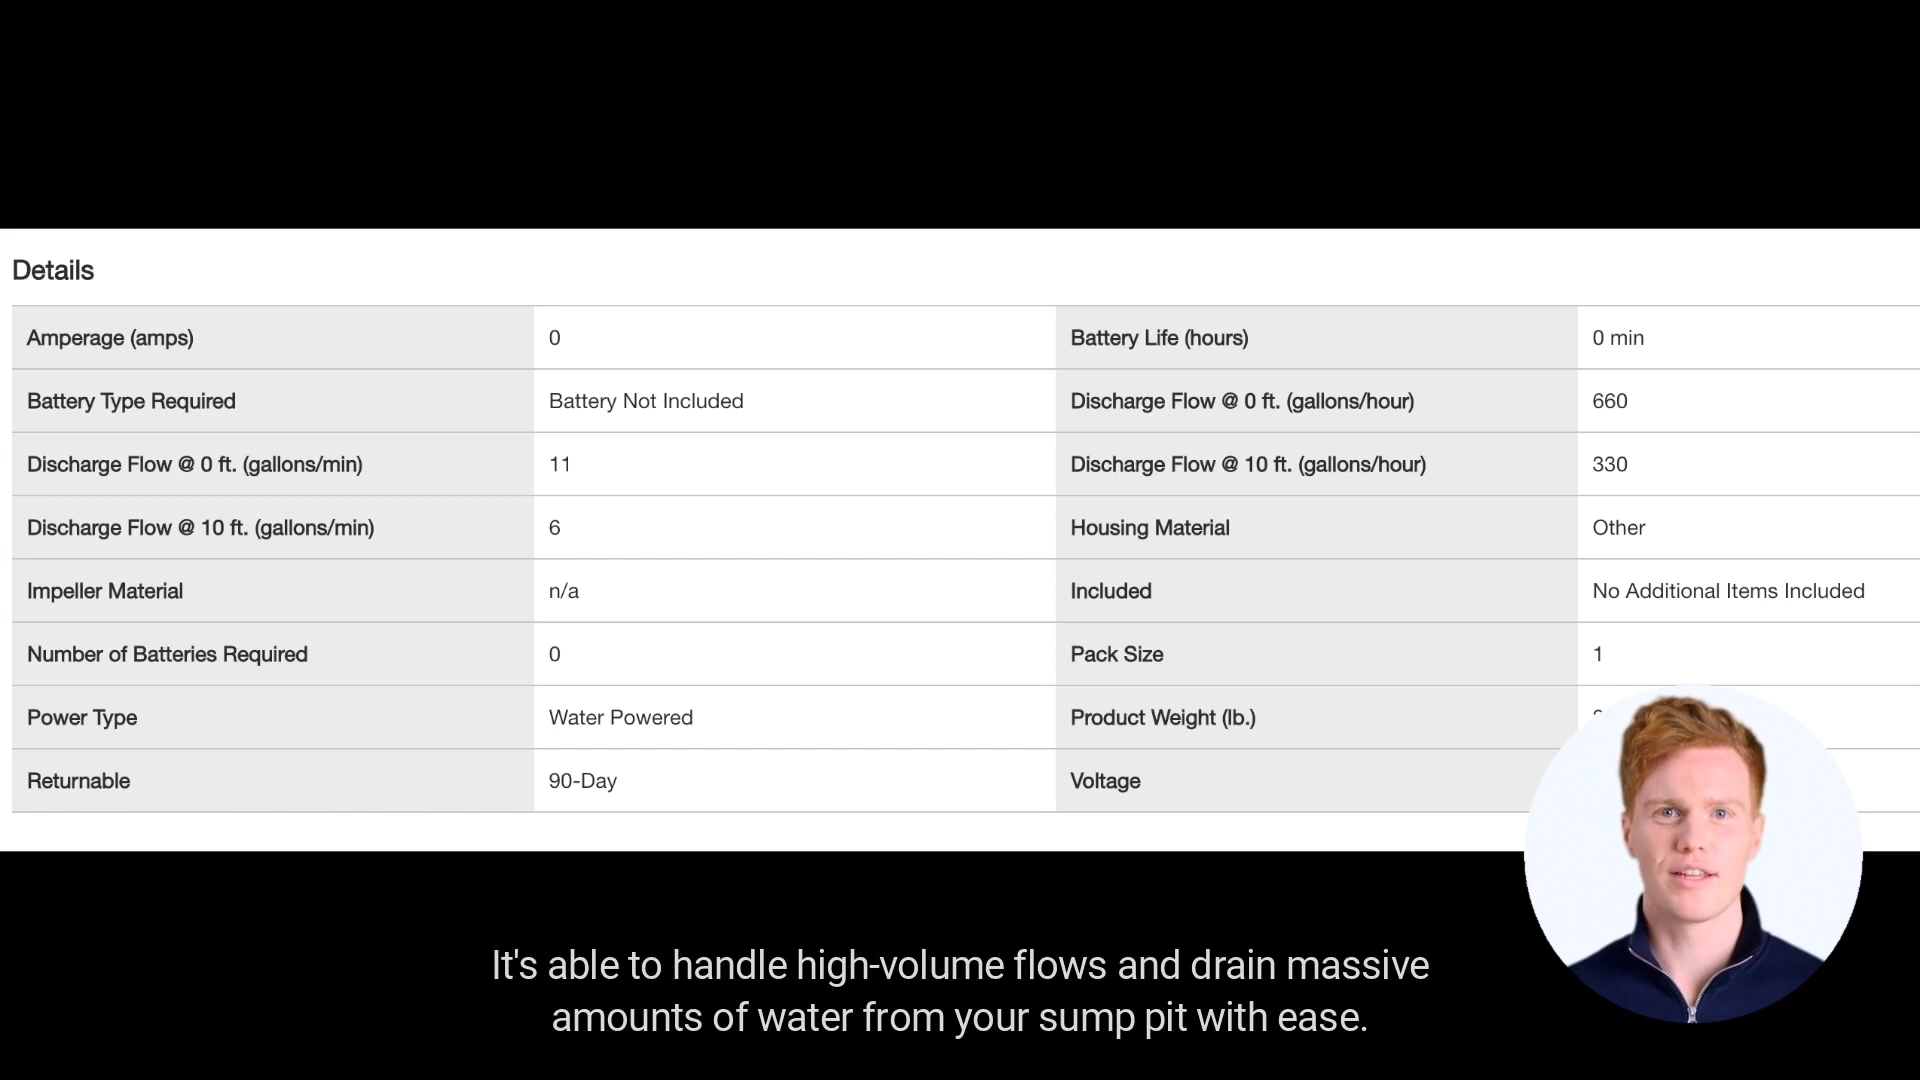 Details
Amperage (amps) 0 Battery Life (hours) 0 min
Battery Type Required Battery Not Included Discharge Flow @ 0 ft. (gallons/hour) 660
Discharge Flow @ 0 ft. (gallons/min) 11 Discharge Flow @ 10 ft. (gallons/hour) 330
Discharge Flow @ 10 ft. (gallons/min) 6 Housing Material Other
Impeller Material n/a Included No Additional Items Included
Number of Batteries Required 0 Pack Size 1
Power Type Water Powered Product Weight (lb.)
Returnable 90-Day Voltage
It's able to handle high-volume flows and drain massive
amounts of water from your sump pit with ease.